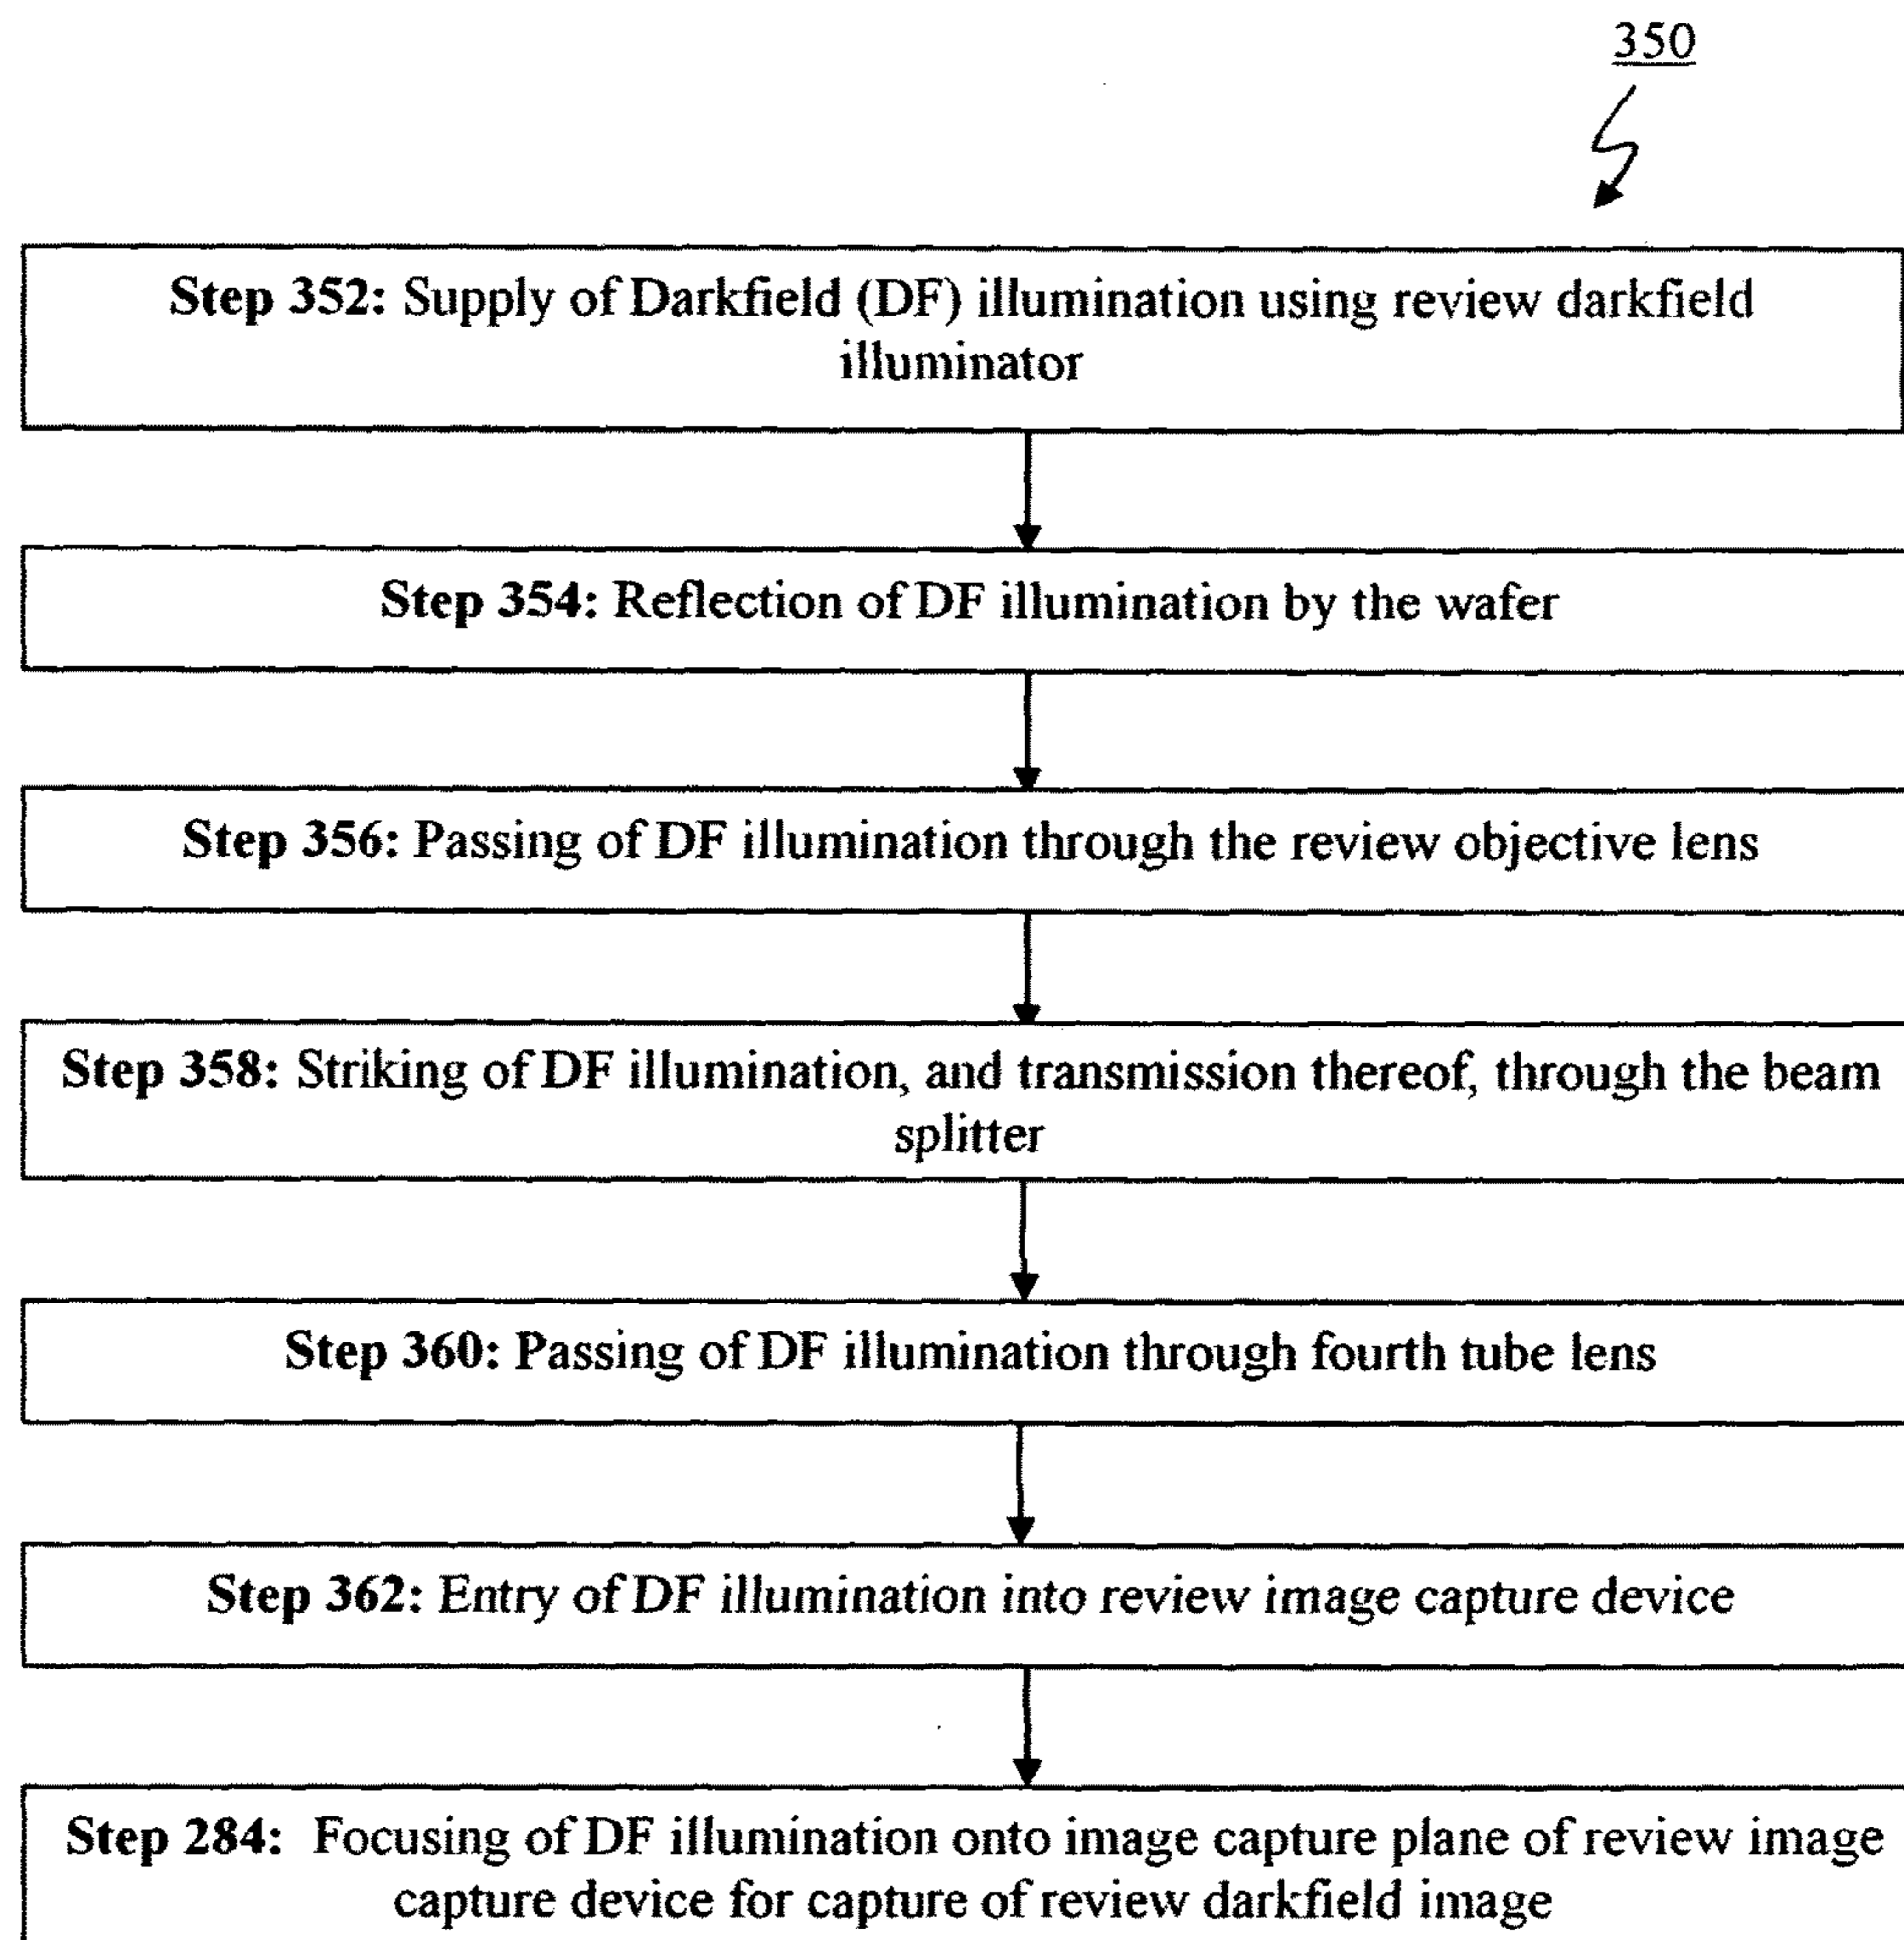 350
Step 352: Supply of Darkfield (DF) illumination using review darkfield
illuminator
Step 354: Reflection of DF illumination by the wafer
Step 356: Passing of DF illumination through the review objective lens
Step 358: Striking of DF illumination, and transmission thereof, through the beam
splitter
Step 360: Passing of DF illumination through fourth tube lens
Step 362: Entry of DF illumination into review image capture device
Step 284: Focusing of DF illumination onto image capture plane of review image
capture device for capture of review darkfield image